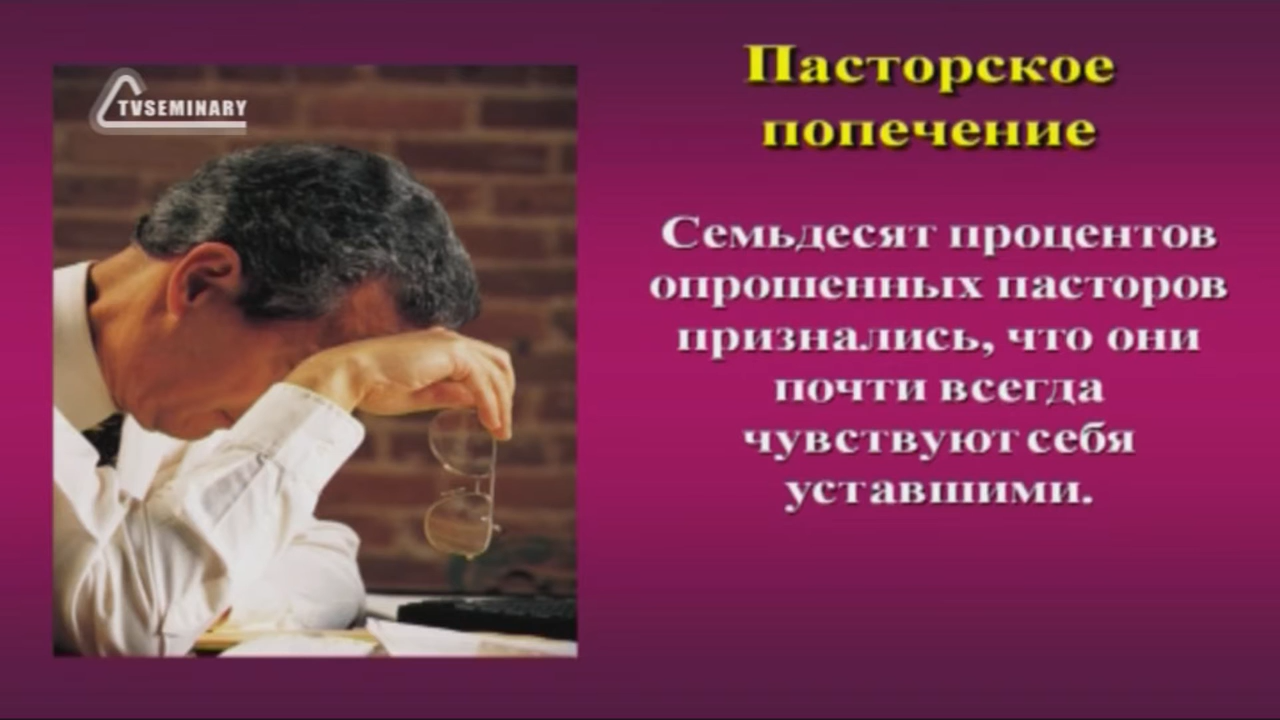 TVSEMINARY
Пасторское
попечение
Семьдесят процентов
опрошенных пасторов
признались, что они
почти всегда
чувствуют себя
уставшими.